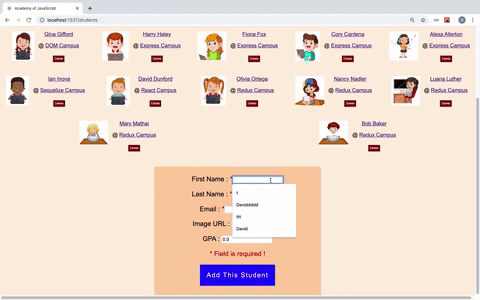 Academy of JavaScript
localhost:1337/students
Gina Gifford
@ DOM Campus
Delete
Harry Haley
@ Express Campus
Delete
Fiona Fox
@ Express Campus
Delete
Cory Cantena
@ Express Campus
Delete
Alexa Allerton
@ Express Campus
Delete
Ian Inova
@ Sequelize Campus
Delete
David Dunford
@ React Campus
Delete
Olivia Ortega
@ Redux Campus
Delete
Nancy Nadler
@ Redux Campus
Delete
Luana Luther
@ Redux Campus
Delete
Mary Mathai
@ Redux Campus
Delete
Bob Baker
@ Redux Campus
Delete
First Name : *
Last Name : *
Davidddddd
Email : *
ffff
Image URL :
David
GPA : 0.0
* Field is required !
Add This Student